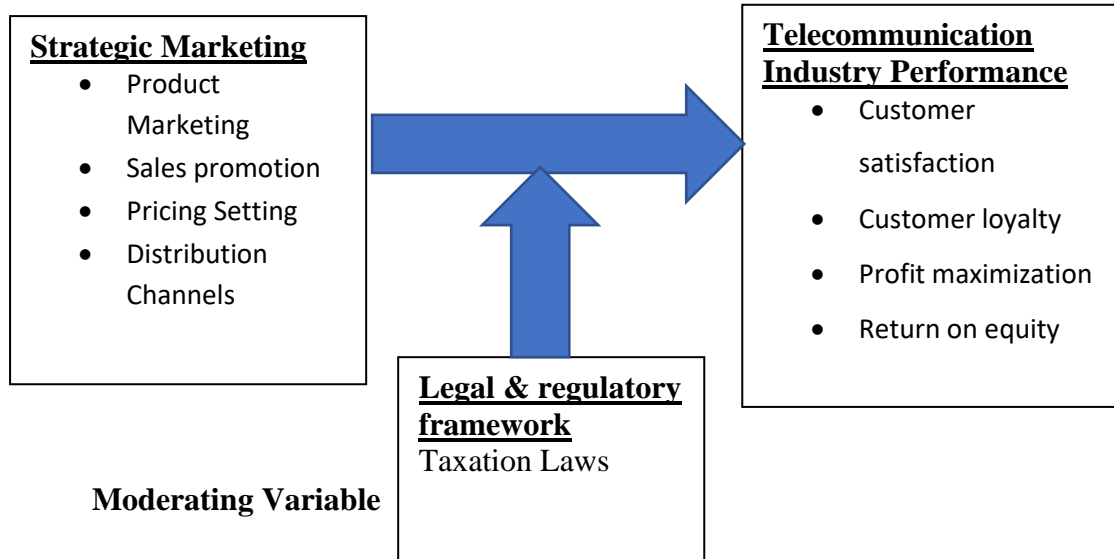 Strategic Marketing
• Product
Marketing
• Sales promotion
• Pricing Setting
• Distribution
Channels
Telecommunication
Industry Performance
• Customer
satisfaction
• Customer loyalty
• Profit maximization
• Return on equity
Legal & regulatory
framework
Taxation Laws
Moderating Variable